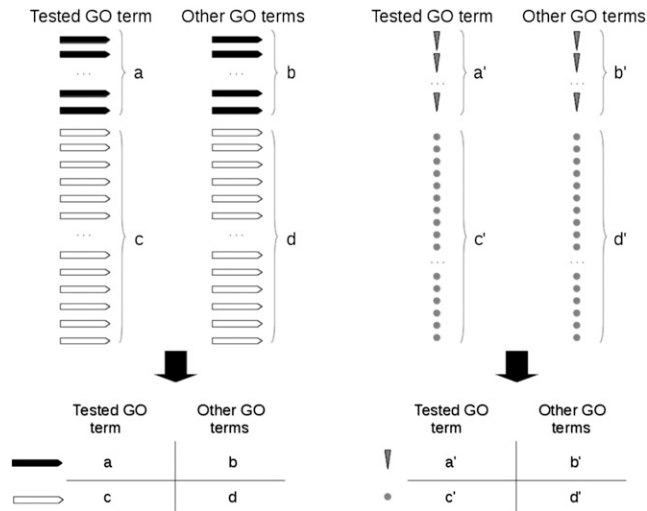 Tested GO term Other GO terms Tested GO term Other GO terms
a b a' b'
...  ...  ...  ...
c d c' d'
...  ...  ...  ...
Tested GO term Other GO terms Tested GO term Other GO terms
a b a' b'
c d c' d'